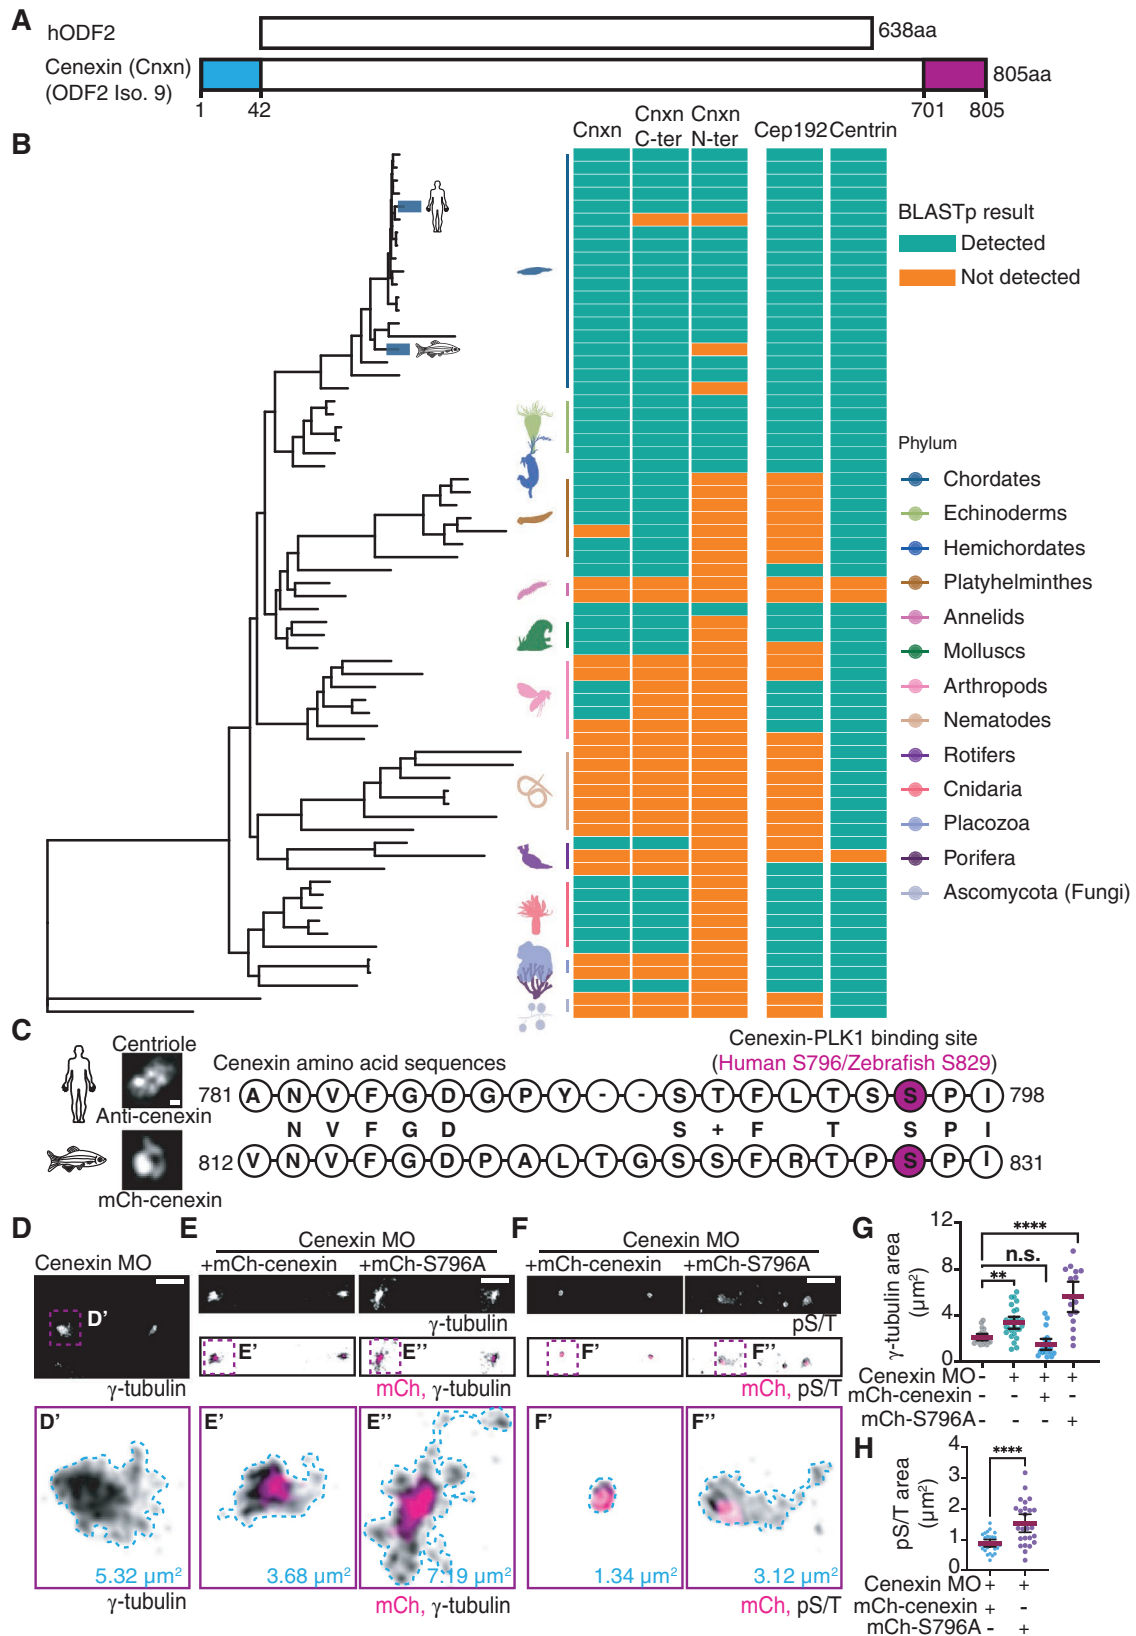 A
hODF2
638aa
Cenexin (Cnxn)
(ODF2 Iso. 9)
805aa
1
42
701
805
B
Cnxn
Cnxn
C-ter
Cnxn
N-ter
Cep192
Centrin
BLASTp result
Detected
Not detected
Phylum
Chordates
Echinoderms
Hemichordates
Platyhelminthes
Annelids
Molluscs
Arthropods
Nematodes
Rotifers
Cnidaria
Placozoa
Porifera
Ascomycota (Fungi)
C
Centriole
Anti-cenexin
mCh-cenexin
Cenexin amino acid sequences
Cenexin-PLK1 binding site
(Human S796/Zebrafish S829)
781 A N V F G D G P Y - - S T F L T S S P I 798
N V F G D S + F T S P I
812 V N V F G D P A L T G S S F R T P S P I 831
D
Cenexin MO
D'
γ-tubulin
D'
5.32 µm²
γ-tubulin
E
Cenexin MO
+mCh-cenexin
+mCh-S796A
γ-tubulin
E'
E''
mCh, γ-tubulin
E'
3.68 µm²
E''
7.19 µm²
mCh, γ-tubulin
F
Cenexin MO
+mCh-cenexin
+mCh-S796A
pS/T
F'
F''
mCh, pS/T
F'
1.34 µm²
F''
3.12 µm²
mCh, pS/T
G
γ-tubulin area
(µm²)
12
8
4
0
****
n.s.
**
Cenexin MO - + + +
mCh-cenexin - - + -
mCh-S796A - - - +
H
pS/T area
(µm²)
4
3
2
1
0
****
Cenexin MO + +
mCh-cenexin + -
mCh-S796A - +